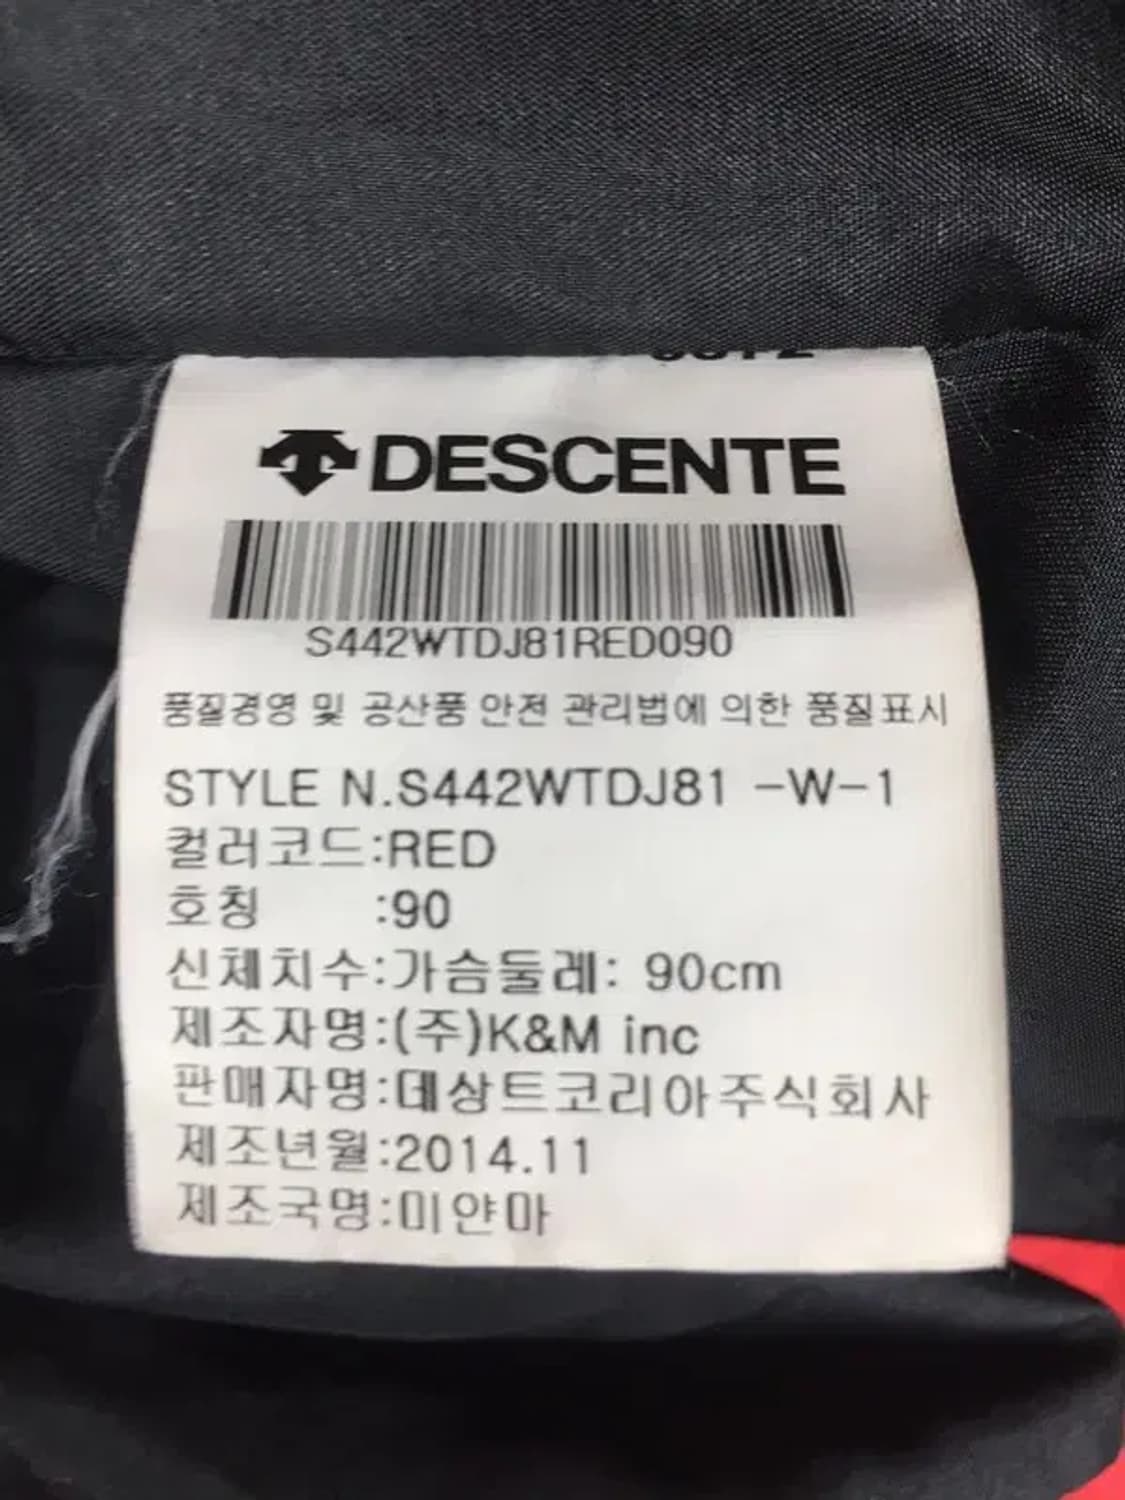 DESCENTE
S442WTDJ81RED090
품질경영 및 공산품 안전 관리법에 의한 품질표시
STYLE N.S442WTDJ81 -W-1
컬러코드:RED
호칭 :90
신체치수:가슴둘레: 90cm
제조자명:(주)K&M inc
판매자명:데상트코리아주식회사
제조년월:2014.11
제조국명:미얀마